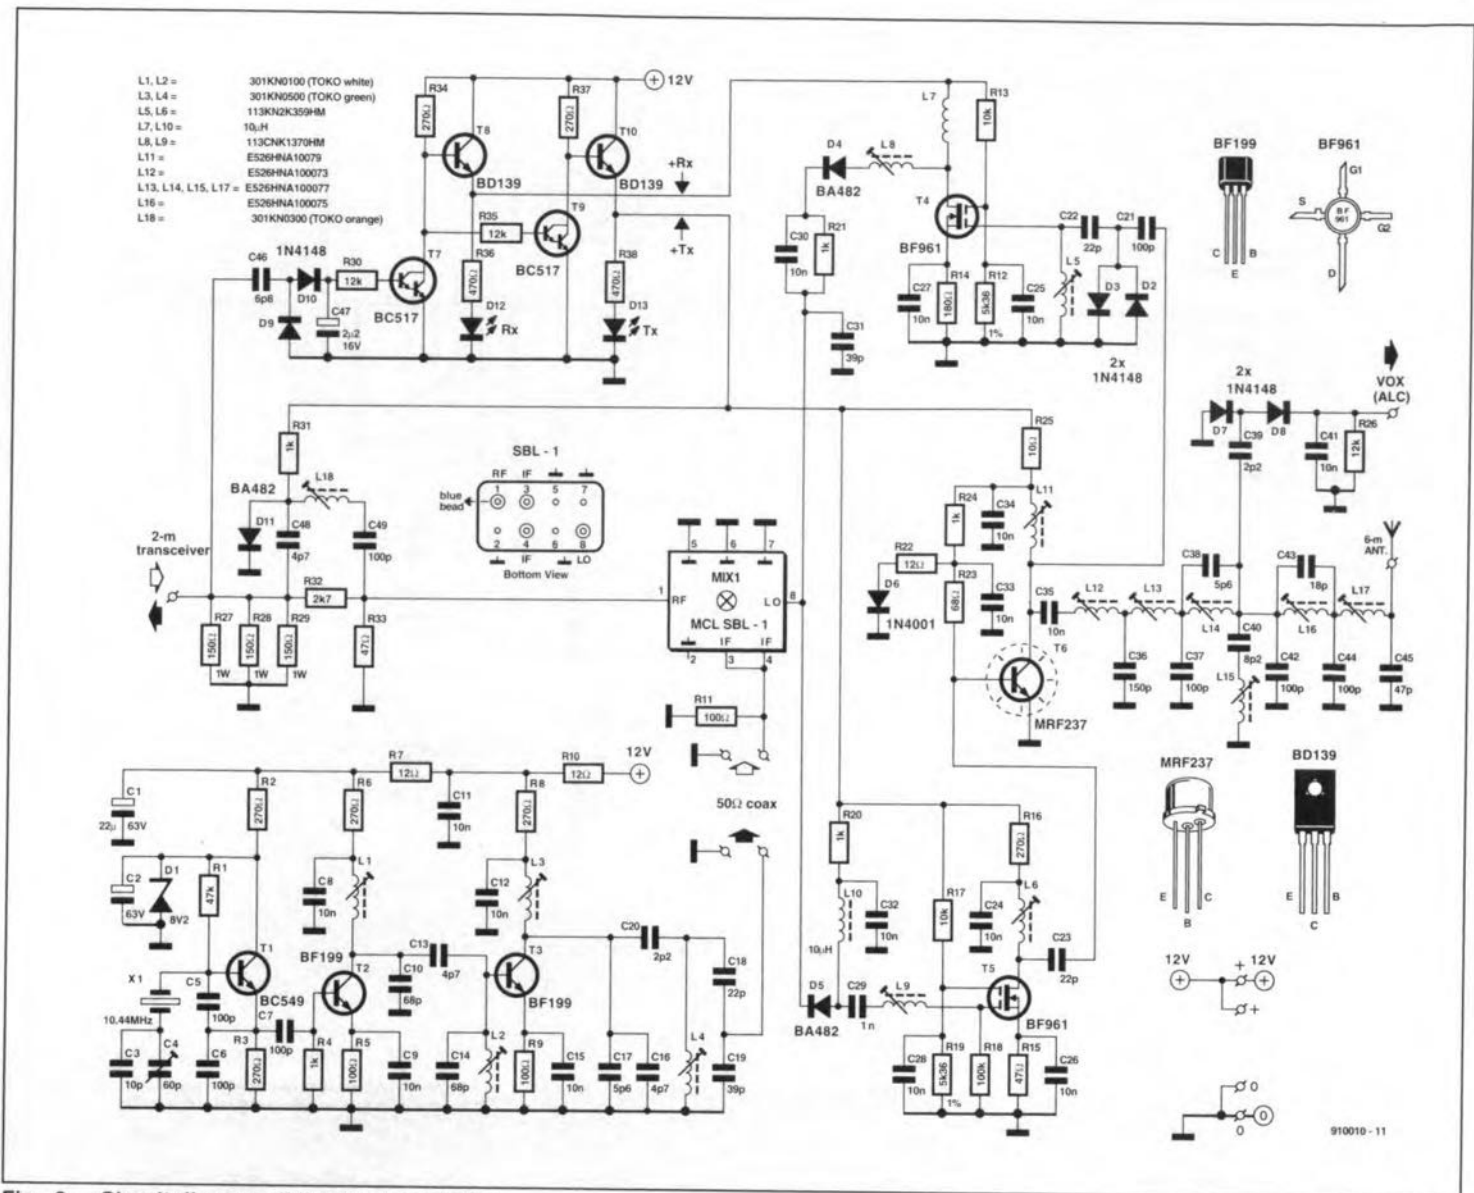 L1, L2 = 301KN0100 (TOKO white)
L3, L4 = 301KN0500 (TOKO green)
L5, L6 = 113KN2K359HM
L7, L10 = 10µH
L8, L9 = 113CNK1370HM
L11 = E526HNA10079
L12 = E526HNA100073
L13, L14, L15, L17 = E526HNA100077
L16 = E526HNA100075
L18 = 301KN0300 (TOKO orange)
R34
270Ω
T8
BD139
R37
270Ω
T10
BD139
12V
+Rx
+Tx
R35
12k
T9
BC517
R36
470Ω
D12
Rx
R38
470Ω
D13
Tx
1N4148
C46
6p8
D10
R30
12k
T7
BC517
D9
C47
2µ2
16V
L7
R13
10k
D4
BA482
L8
T4
BF961
C30
10n
R21
1k
C31
39p
C27
10n
R14
180Ω
R12
5k36
1%
C25
10n
L5
C22
22p
C21
100p
D3
D2
2x
1N4148
BF199
C
E
B
BF961
G1
S
BF
961
G2
D
2x
1N4148
VOX
(ALC)
D7
D8
C39
2p2
C41
10n
R26
12k
R31
1k
BA482
L18
D11
C48
4p7
C49
100p
2-m
transceiver
R32
2k7
R27
150Ω
1W
R28
150Ω
1W
R29
150Ω
1W
R33
47Ω
SBL - 1
RF
IF
1
3
5
7
blue
bead
2
4
6
8
IF
LO
Bottom View
5
6
7
MIX1
1
RF
LO
8
MCL SBL - 1
IF
IF
2
3
4
R11
100Ω
50Ω coax
R25
10Ω
R24
1k
C34
10n
L11
R22
12Ω
R23
68Ω
C33
10n
D6
1N4001
C35
10n
T6
MRF237
L12
L13
C38
5p6
L14
C43
18p
L16
L17
6-m
ANT.
C36
150p
C37
100p
C40
8p2
L15
C42
100p
C44
100p
C45
47p
R7
12Ω
R10
12Ω
12V
C1
22µ
63V
R2
270Ω
R6
270Ω
C11
10n
R8
270Ω
C2
63V
D1
8V2
R1
47k
C8
10n
L1
C12
10n
L3
T1
BC549
BF199
T2
C13
4p7
C10
68p
T3
BF199
C20
2p2
C18
22p
X1
10.44MHz
C5
100p
C7
100p
C3
10p
C4
60p
C6
100p
R3
270Ω
R4
1k
R5
100Ω
C9
10n
C14
68p
L2
R9
100Ω
C15
10n
C17
5p6
C16
4p7
L4
C19
39p
R20
1k
L10
10µH
C32
10n
R17
10k
C24
10n
R16
270Ω
L6
C23
22p
D5
BA482
C29
1n
L9
T5
BF961
C28
10n
R19
5k36
1%
R18
100k
R15
47Ω
C26
10n
MRF237
E
B
C
BD139
E
C
B
12V
+
12V
+
+
+
0
0
0
910010 - 11